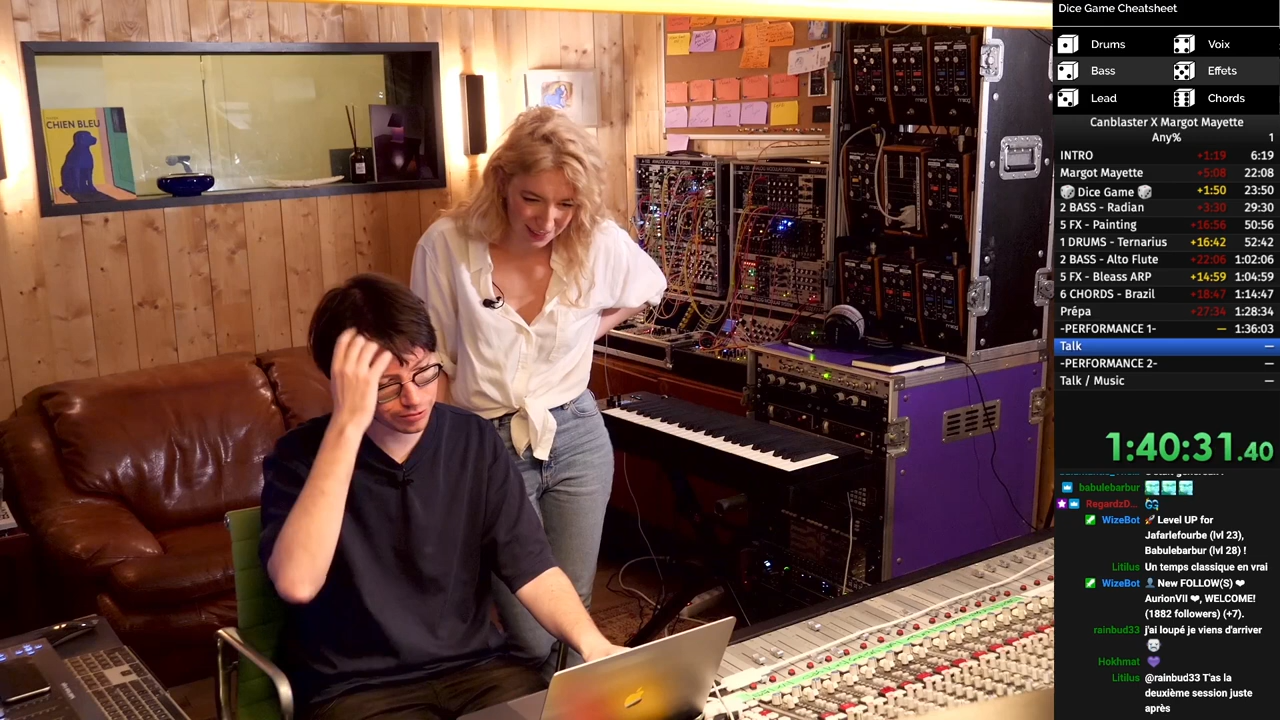 Dice Game Cheatsheet
Drums
Voix
Bass
Effets
Lead
Chords
Canblaster X Margot Mayette
Any% 1
INTRO +1:19 6:19
Margot Mayette +5:08 22:08
🎲 Dice Game 🎲 +1:50 23:50
2 BASS - Radian +3:30 29:30
5 FX - Painting +16:56 50:56
1 DRUMS - Ternarius +16:42 52:42
2 BASS - Alto Flute +22:06 1:02:06
5 FX - Bleass ARP +14:59 1:04:59
6 CHORDS - Brazil +18:47 1:14:47
Prépa +27:34 1:28:34
-PERFORMANCE 1- — 1:36:03
Talk —
-PERFORMANCE 2- —
Talk / Music —
1:40:31.40
babulebarbur
RegardzD...
WizeBot 🚀 Level UP for
Jafarlefourbe (lvl 23),
Babulebarbur (lvl 28) !
Litilus Un temps classique en vrai
WizeBot 👤 New FOLLOW(S) ❤
AurionVII ❤, WELCOME!
(1882 followers) (+7).
rainbud33 j'ai loupé je viens d'arriver
Hokhmat 💜
Litilus @rainbud33 T'as la
deuxième session juste
après
CHIEN BLEU
moog